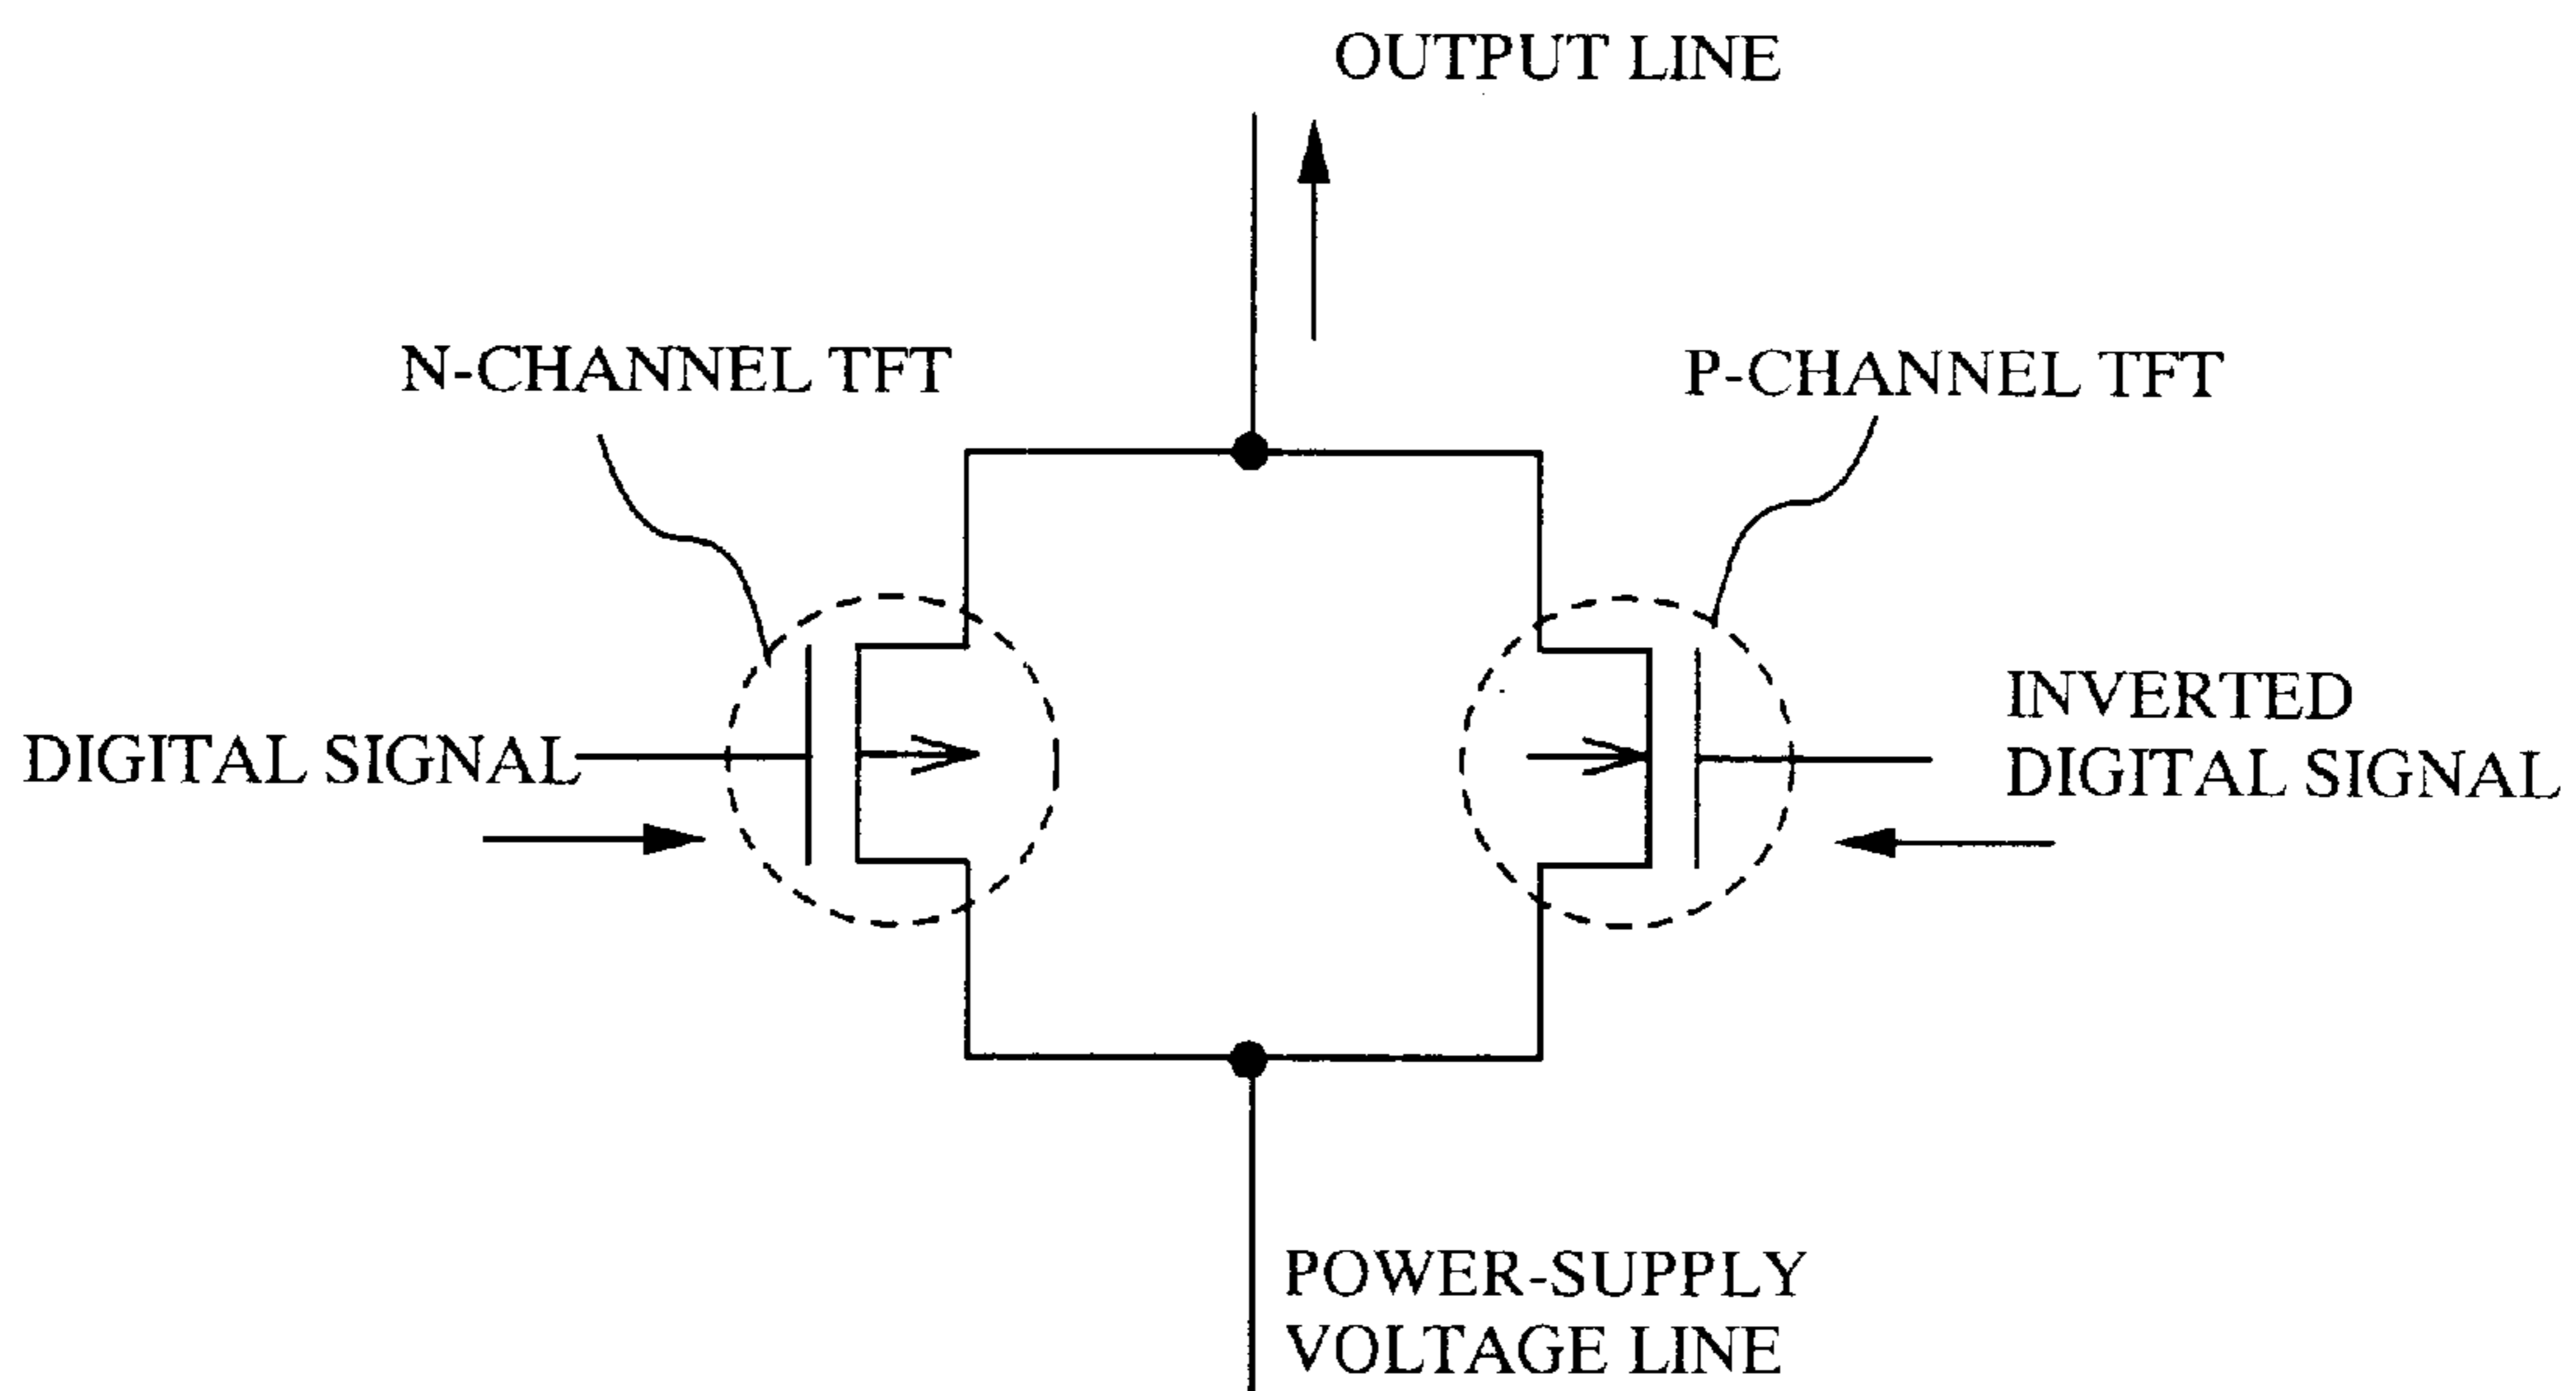 OUTPUT LINE
N-CHANNEL TFT
P-CHANNEL TFT
DIGITAL SIGNAL
INVERTED
DIGITAL SIGNAL
POWER-SUPPLY
VOLTAGE LINE